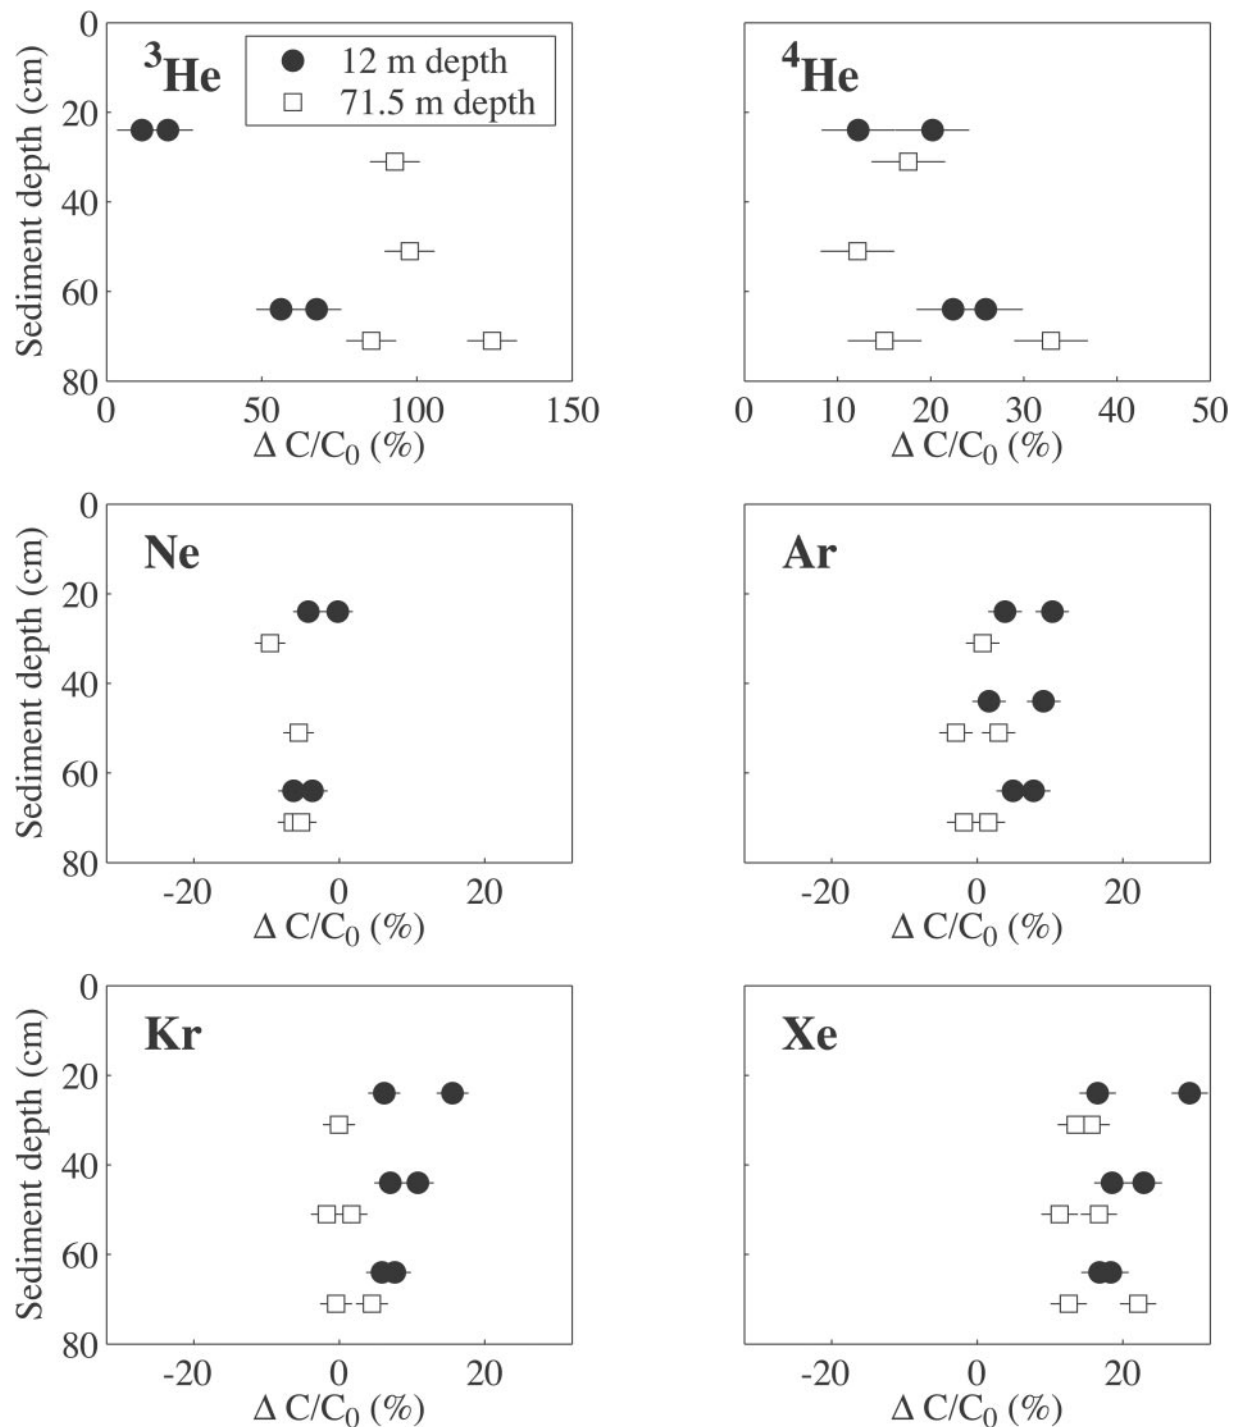 ³He
12 m depth
71.5 m depth
0
20
40
60
80
Sediment depth (cm)
0 50 100 150
Δ C/C₀ (%)
⁴He
0 10 20 30 40 50
Δ C/C₀ (%)
Ne
0
20
40
60
80
Sediment depth (cm)
-20 0 20
Δ C/C₀ (%)
Ar
-20 0 20
Δ C/C₀ (%)
Kr
0
20
40
60
80
Sediment depth (cm)
-20 0 20
Δ C/C₀ (%)
Xe
-20 0 20
Δ C/C₀ (%)